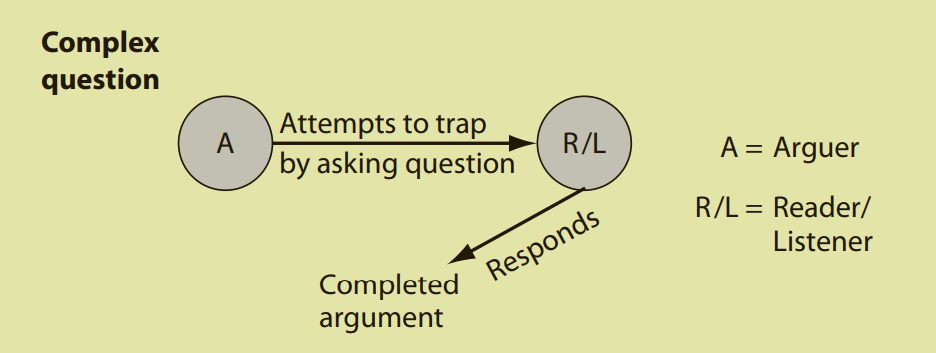 Complex
question
A
Attempts to trap
by asking question
R/L
A = Arguer
R/L = Reader/
Listener
Responds
Completed
argument